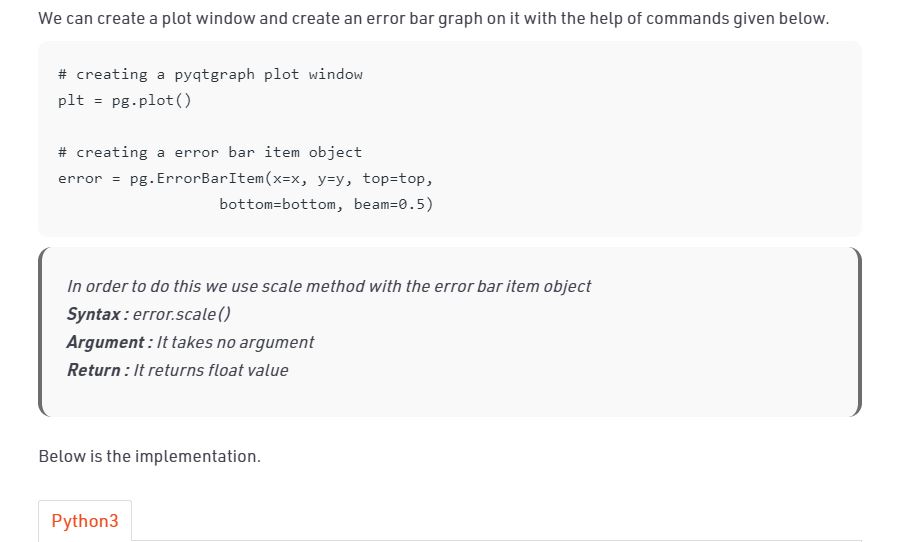 We can create a plot window and create an error bar graph on it with the help of commands given below.
# creating a pyqtgraph plot window
plt = pg.plot()
# creating a error bar item object
error = pg.ErrorBarItem(x=x, y=y, top=top,
bottom=bottom, beam=0.5)
In order to do this we use scale method with the error bar item object
Syntax : error.scale()
Argument : It takes no argument
Return : It returns float value
Below is the implementation.
Python3